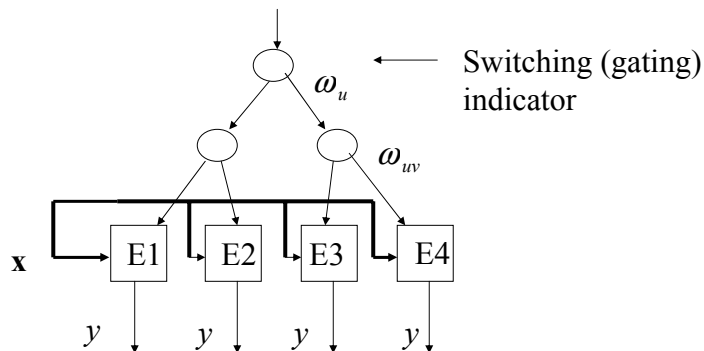 Switching (gating)
indicator
ω_u
ω_uv
E1 E2 E3 E4
x
y y y y